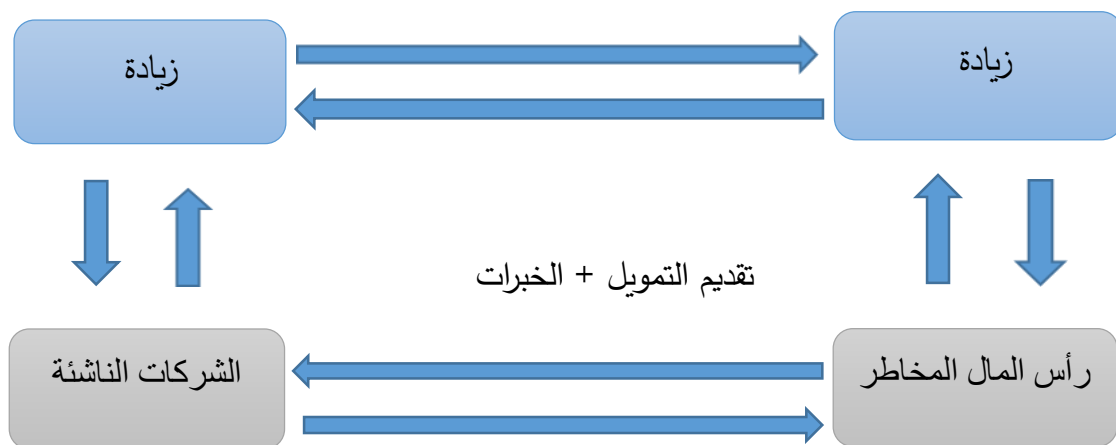 زيادة
زيادة
تقديم التمويل + الخبرات
رأس المال المخاطر
الشركات الناشئة